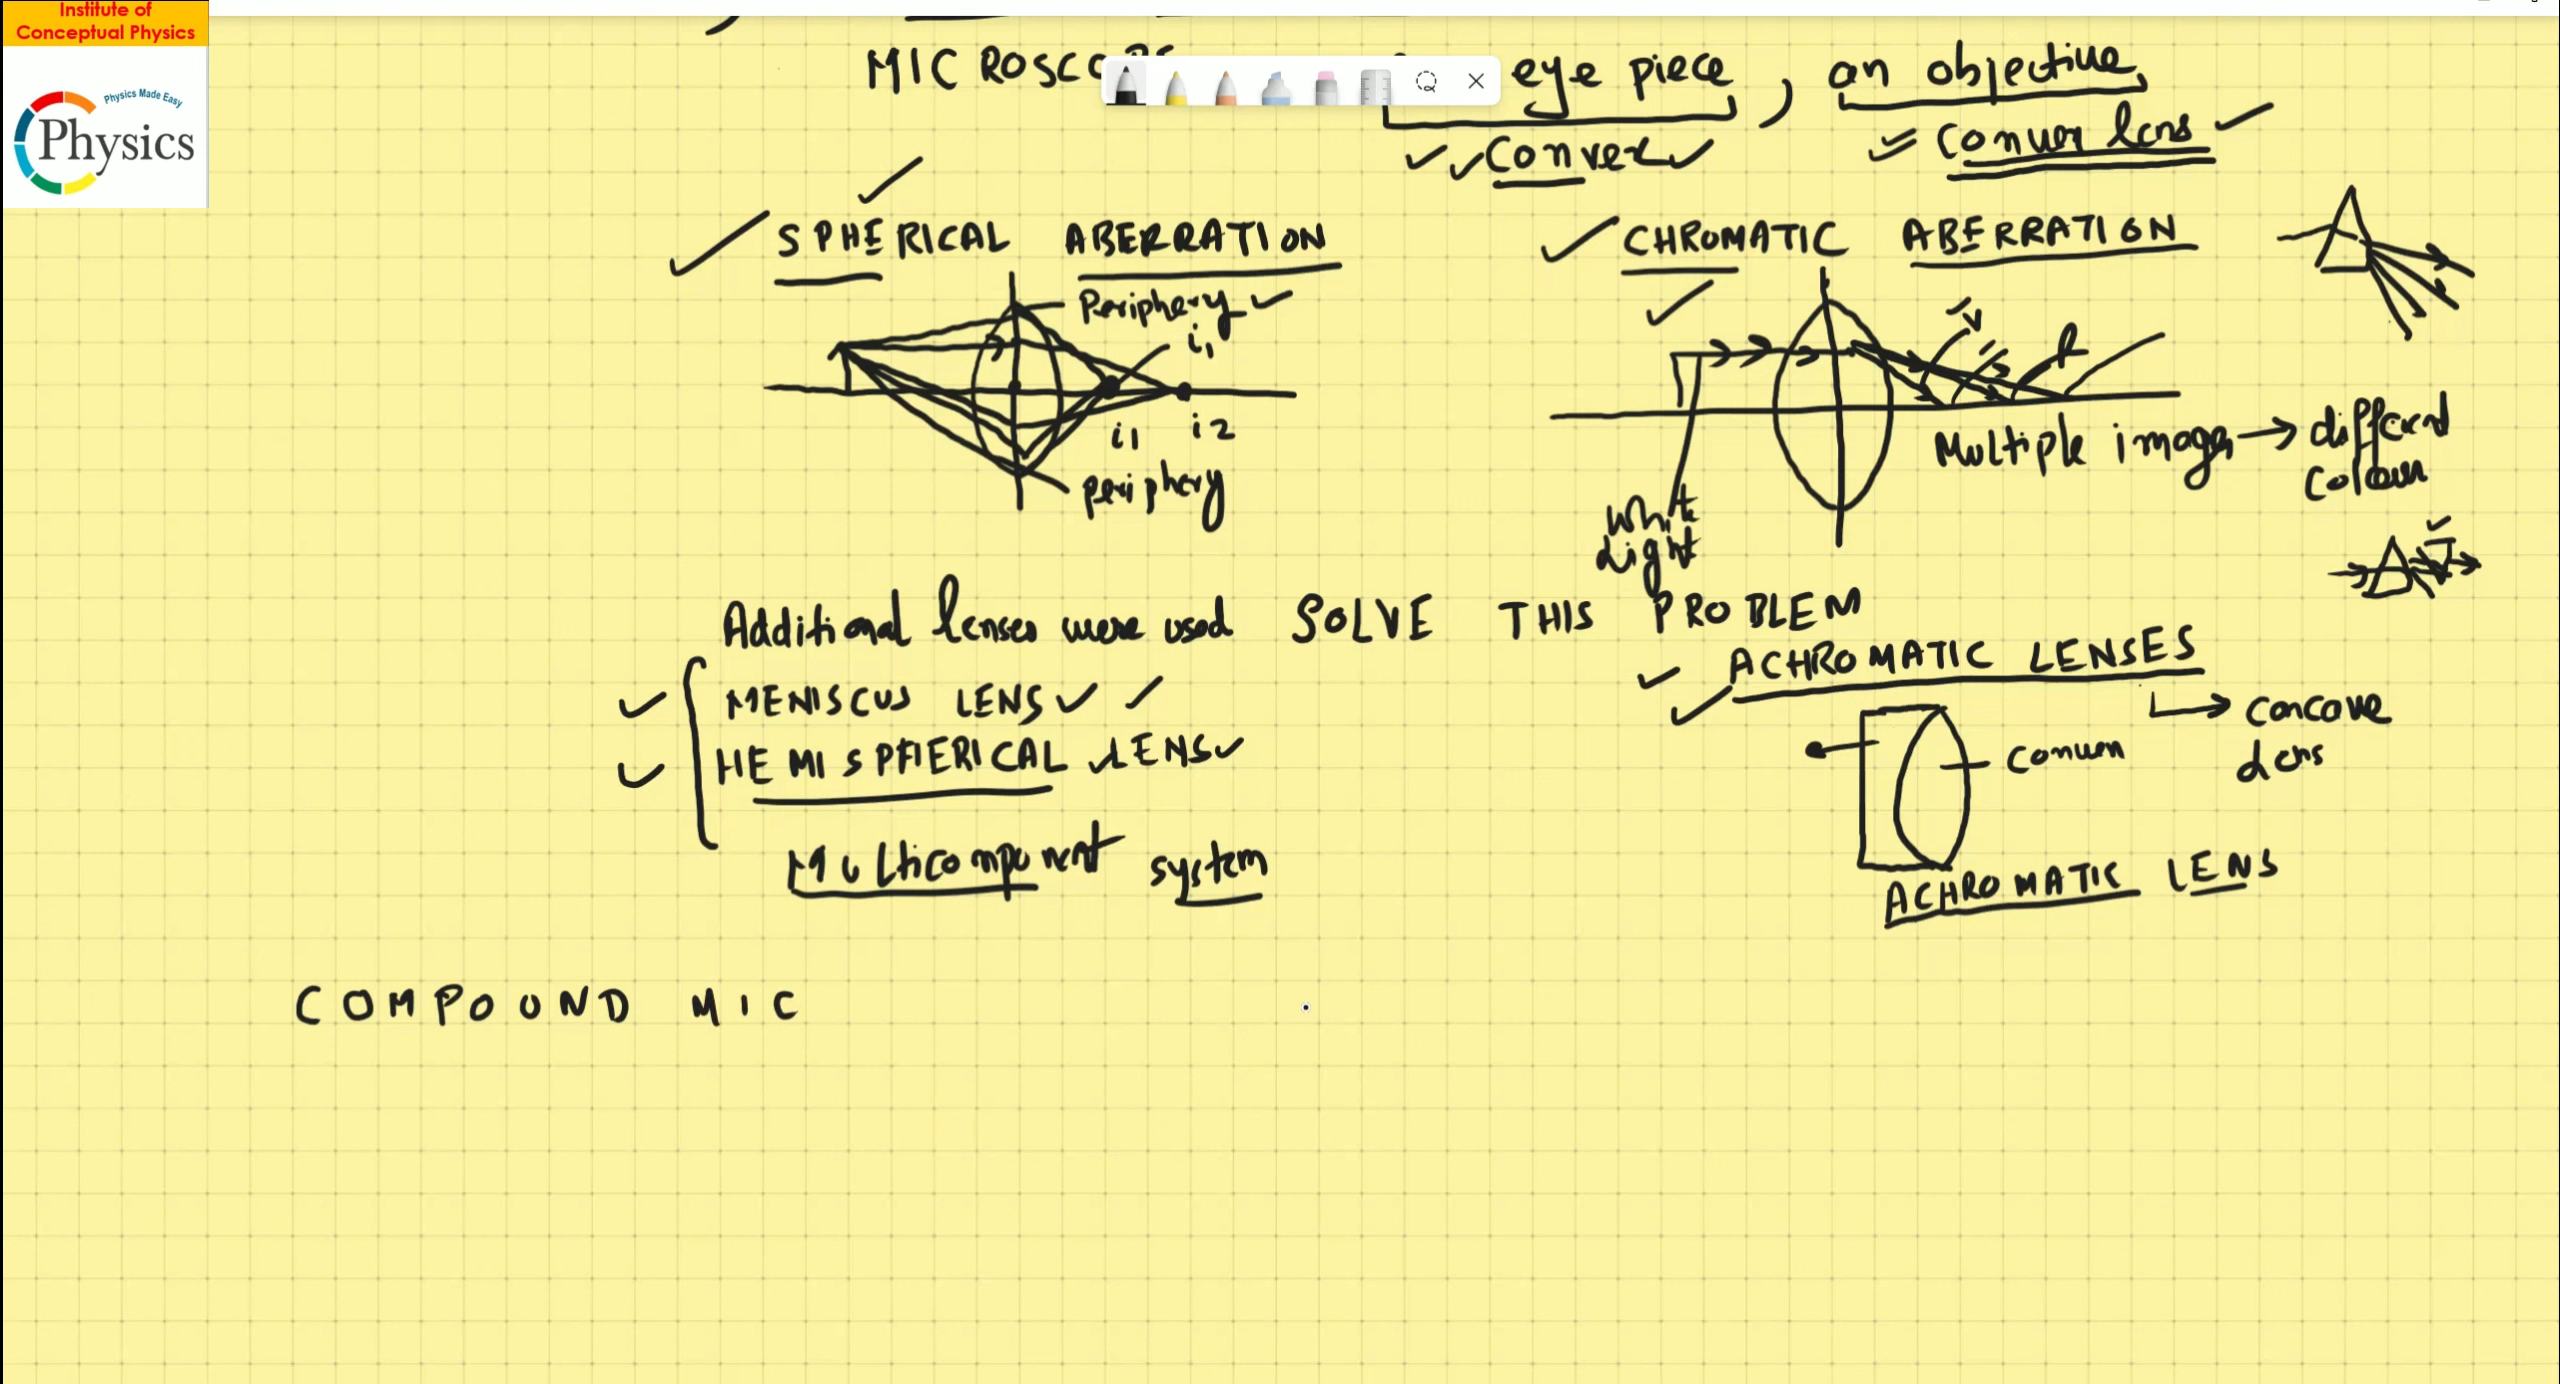 Institute of
Conceptual Physics
Physics Made Easy
Physics
eye piece, an objective,
Convex
Convex lens
SPHERICAL ABERRATION
CHROMATIC ABERRATION
Periphery
i1
i1
i2
periphery
V
Multiple images → different
colour
White
Light
Additional lenses were used SOLVE THIS PROBLEM
MENISCUS LENS
HEMISPHERICAL LENS
Multicomponent system
ACHROMATIC LENSES
concave
lens
convex
ACHROMATIC LENS
COMPOUND MIC